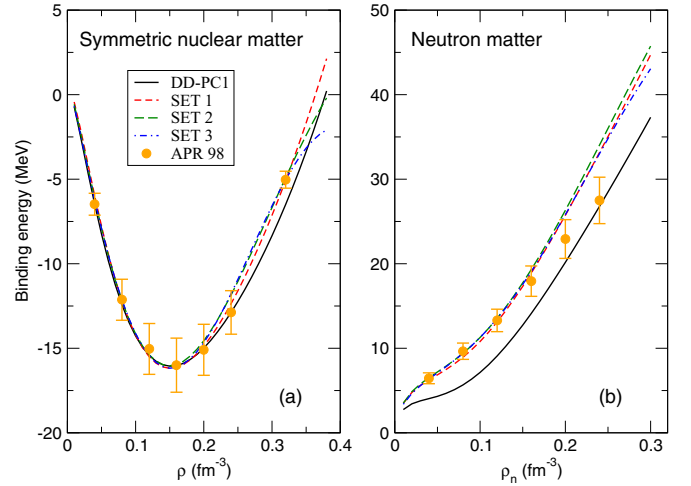 Symmetric nuclear matter
DD-PC1
SET 1
SET 2
SET 3
APR 98
Binding energy (MeV)
5
0
-5
-10
-15
-20
0
0.1
0.2
0.3
0.4
(a)
ρ (fm⁻³)
Neutron matter
50
40
30
20
10
0
0
0.1
0.2
0.3
(b)
ρₙ (fm⁻³)